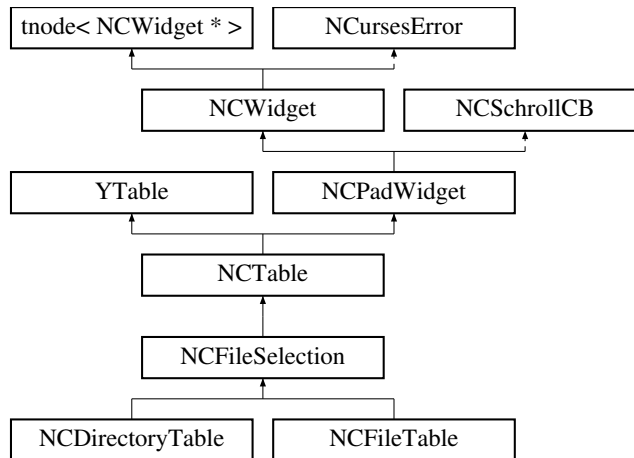 tnode< NCWidget * >
NCursesError
NCWidget
NCSchrollCB
YTable
NCPadWidget
NCTable
NCFileSelection
NCDirectoryTable
NCFileTable